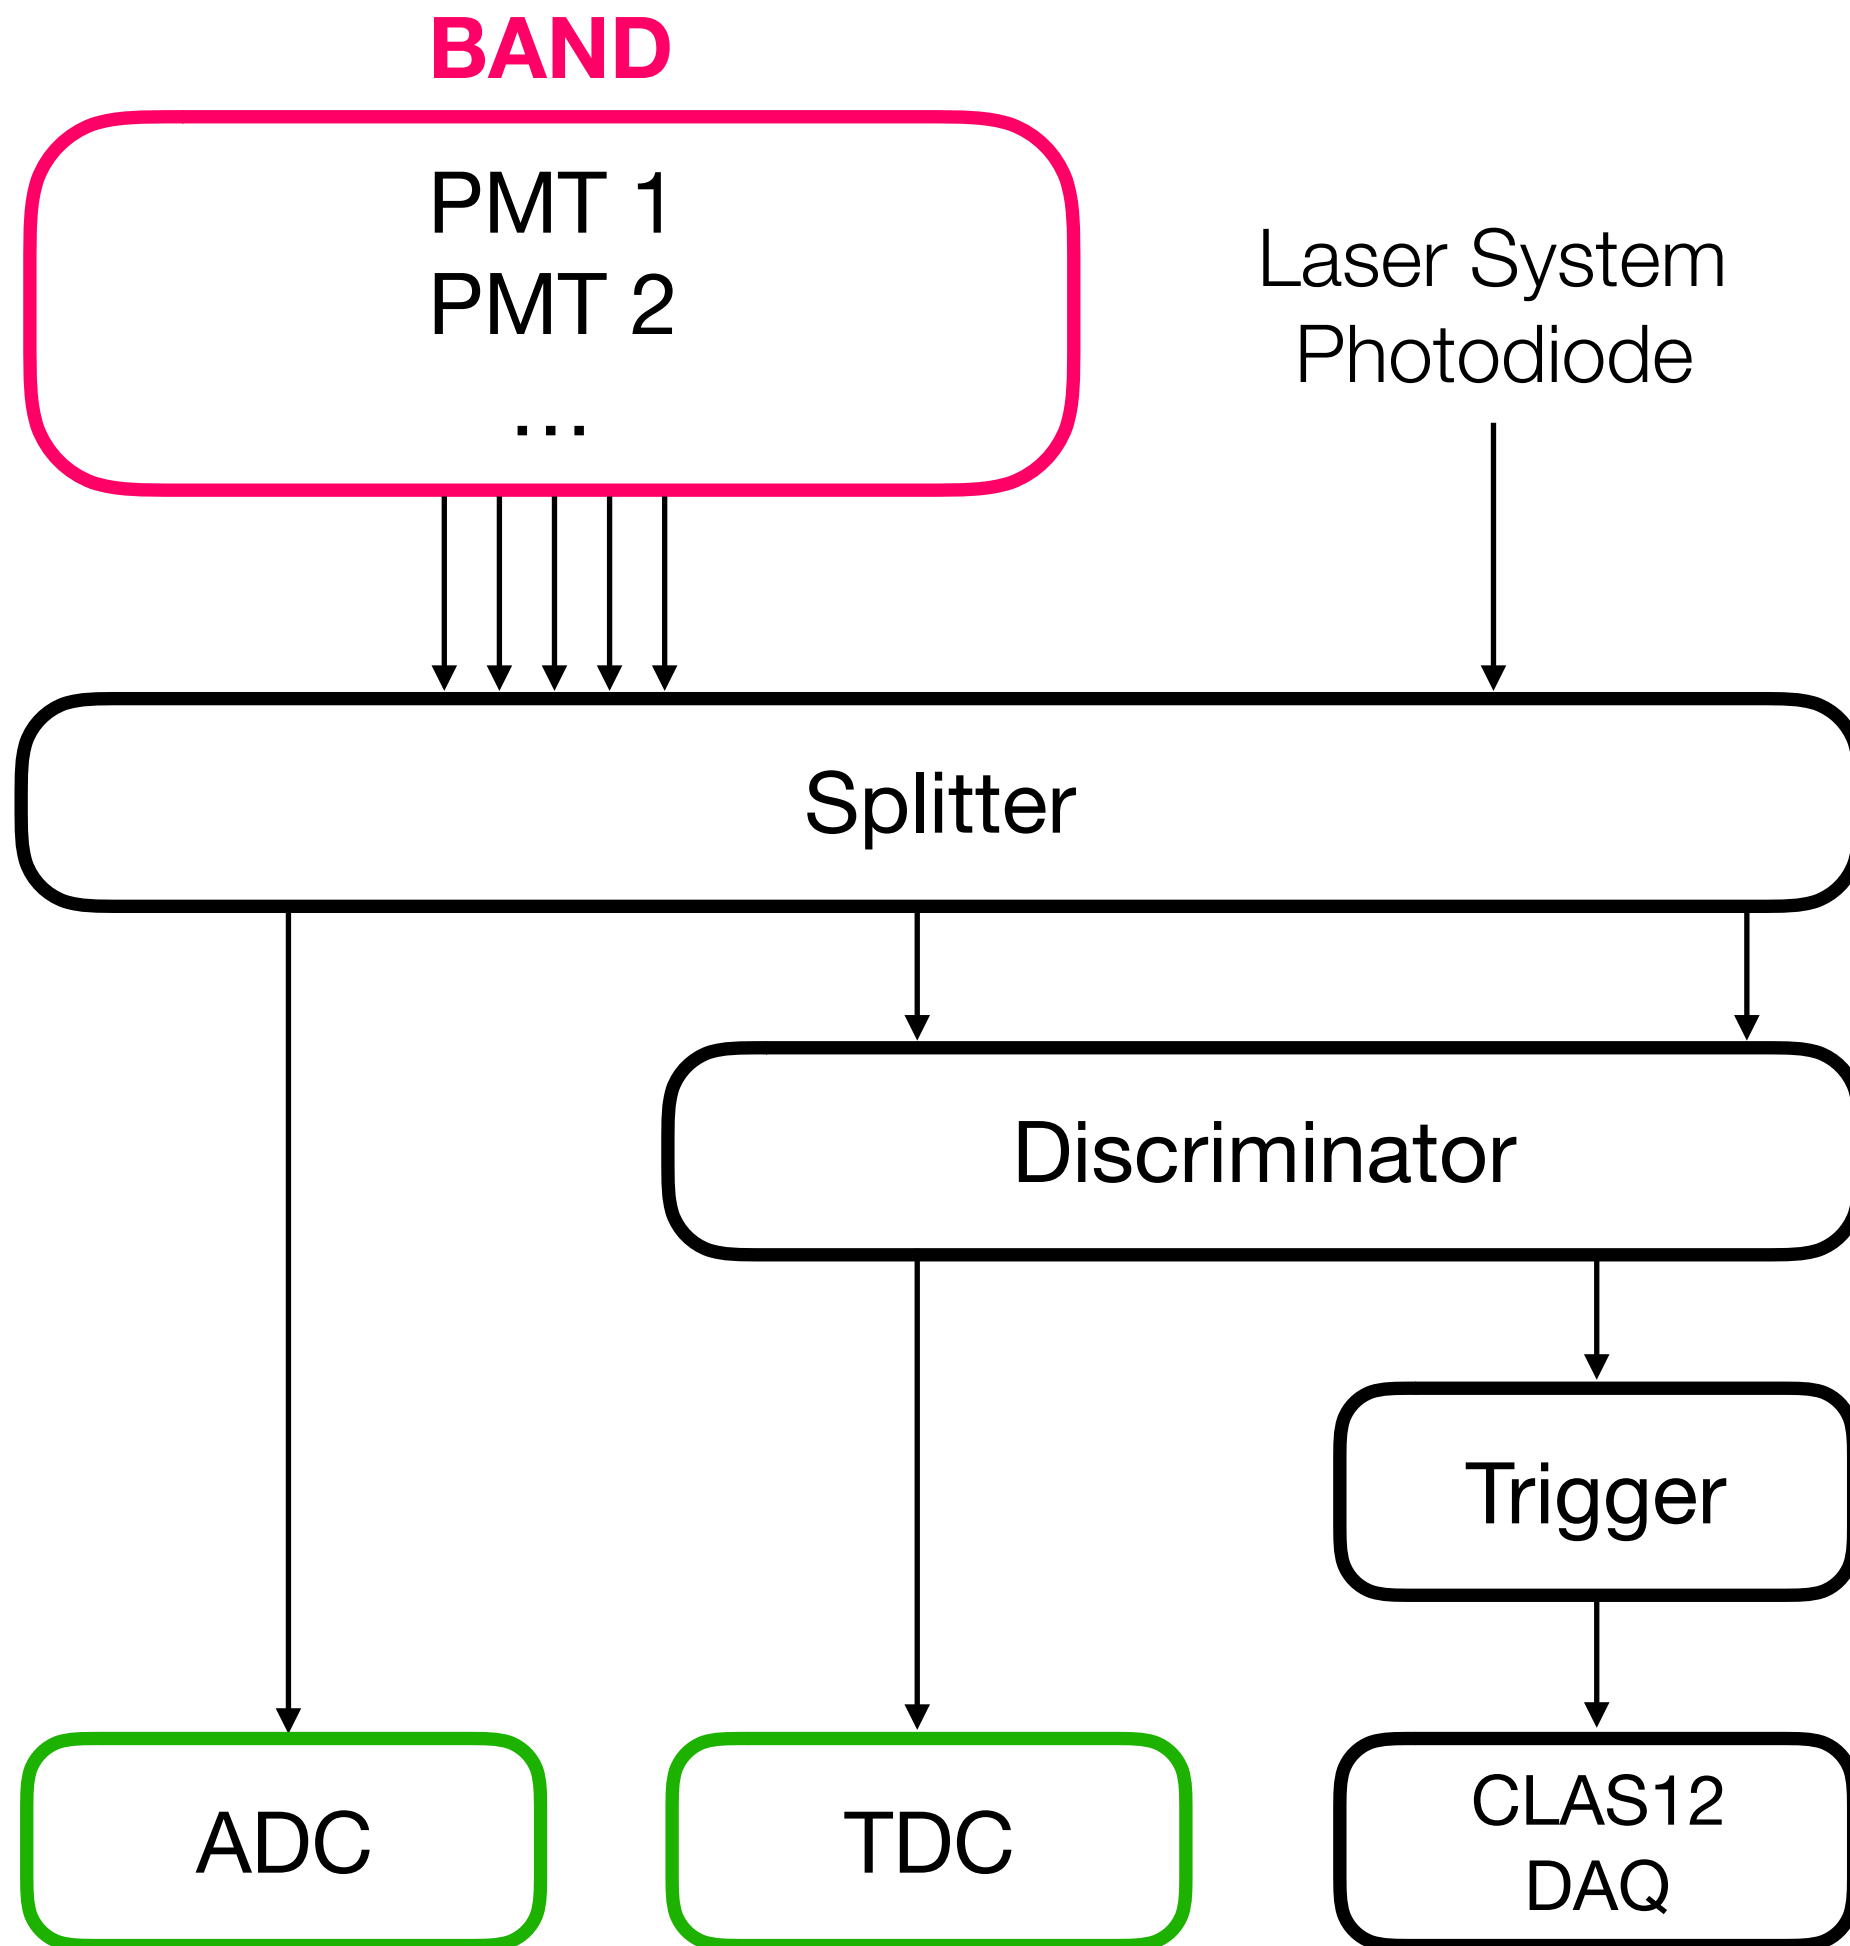 BAND
PMT 1
PMT 2
...
Laser System
Photodiode
Splitter
Discriminator
Trigger
ADC
TDC
CLAS12
DAQ